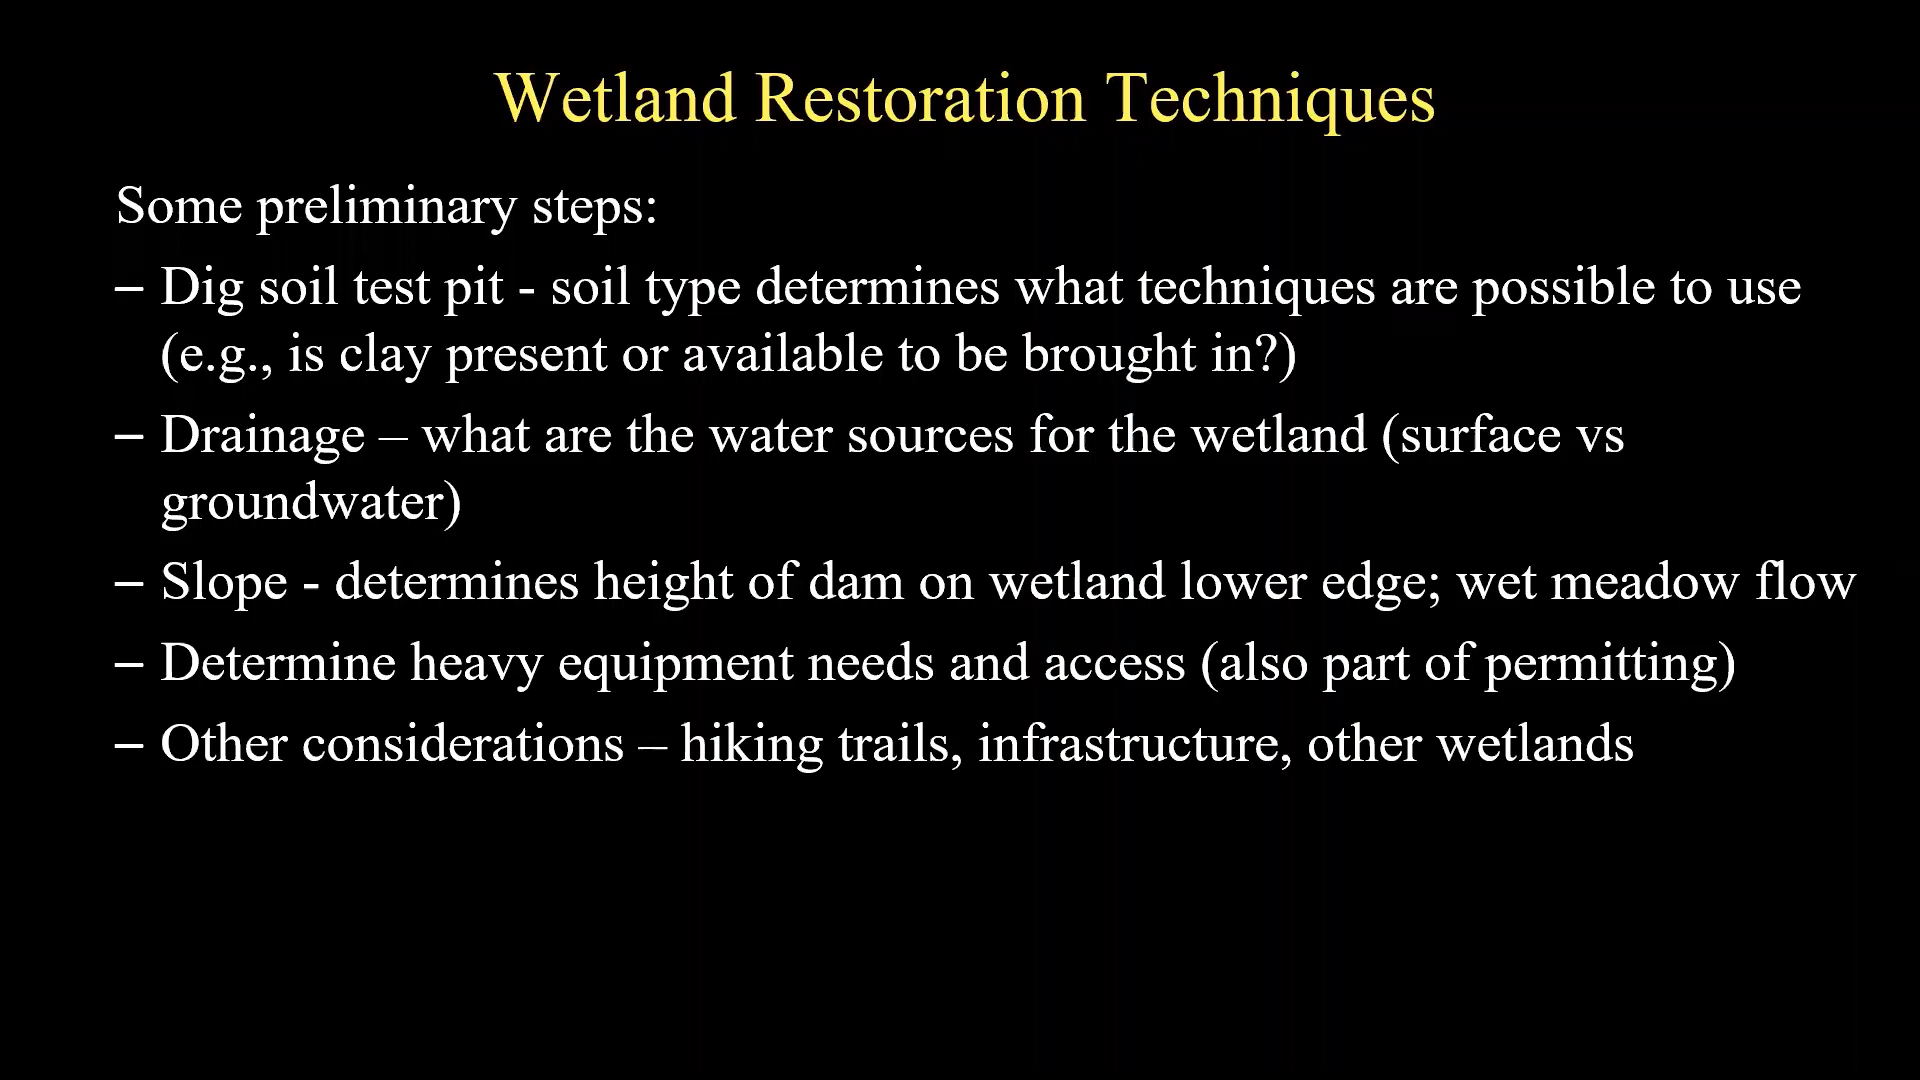 Wetland Restoration Techniques
Some preliminary steps:
– Dig soil test pit - soil type determines what techniques are possible to use
(e.g., is clay present or available to be brought in?)
– Drainage – what are the water sources for the wetland (surface vs
groundwater)
– Slope - determines height of dam on wetland lower edge; wet meadow flow
– Determine heavy equipment needs and access (also part of permitting)
– Other considerations – hiking trails, infrastructure, other wetlands